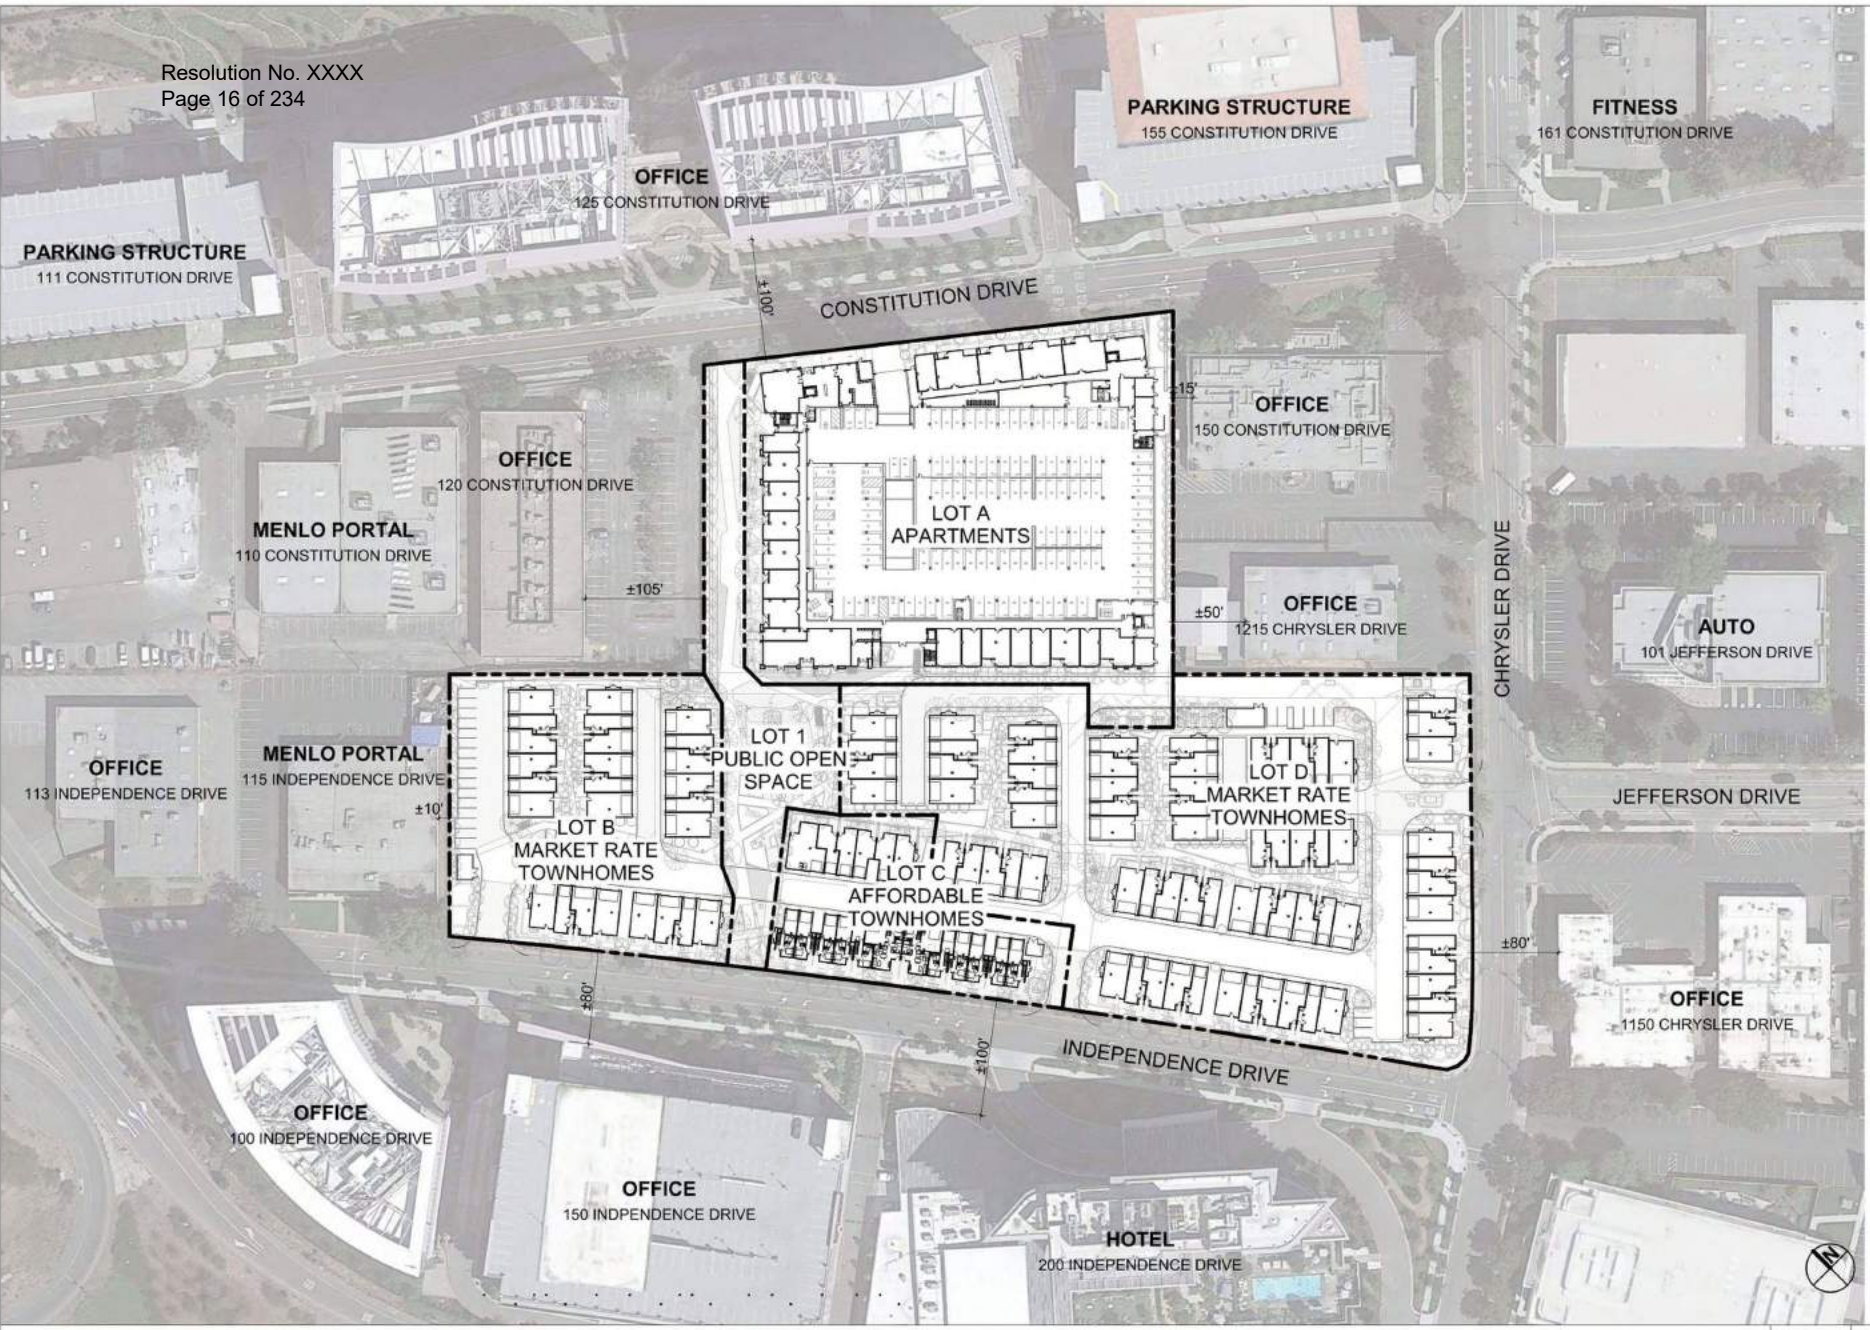 Resolution No. XXXX
Page 16 of 234
PARKING STRUCTURE
155 CONSTITUTION DRIVE
FITNESS
161 CONSTITUTION DRIVE
OFFICE
125 CONSTITUTION DRIVE
PARKING STRUCTURE
111 CONSTITUTION DRIVE
±100'
CONSTITUTION DRIVE
±15'
OFFICE
150 CONSTITUTION DRIVE
OFFICE
120 CONSTITUTION DRIVE
MENLO PORTAL
110 CONSTITUTION DRIVE
LOT A
APARTMENTS
±105'
±50'
OFFICE
1215 CHRYSLER DRIVE
CHRYSLER DRIVE
AUTO
101 JEFFERSON DRIVE
OFFICE
113 INDEPENDENCE DRIVE
MENLO PORTAL
115 INDEPENDENCE DRIVE
±10'
LOT 1
PUBLIC OPEN
SPACE
LOT D
MARKET RATE
TOWNHOMES
JEFFERSON DRIVE
LOT B
MARKET RATE
TOWNHOMES
LOT C
AFFORDABLE
TOWNHOMES
±80'
OFFICE
1150 CHRYSLER DRIVE
±80'
±100'
INDEPENDENCE DRIVE
OFFICE
100 INDEPENDENCE DRIVE
OFFICE
150 INDPENDENCE DRIVE
HOTEL
200 INDEPENDENCE DRIVE
N